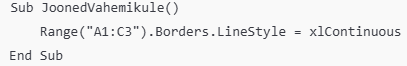 Sub JoonedVahemikule()
    Range("A1:C3").Borders.LineStyle = xlContinuous
End Sub